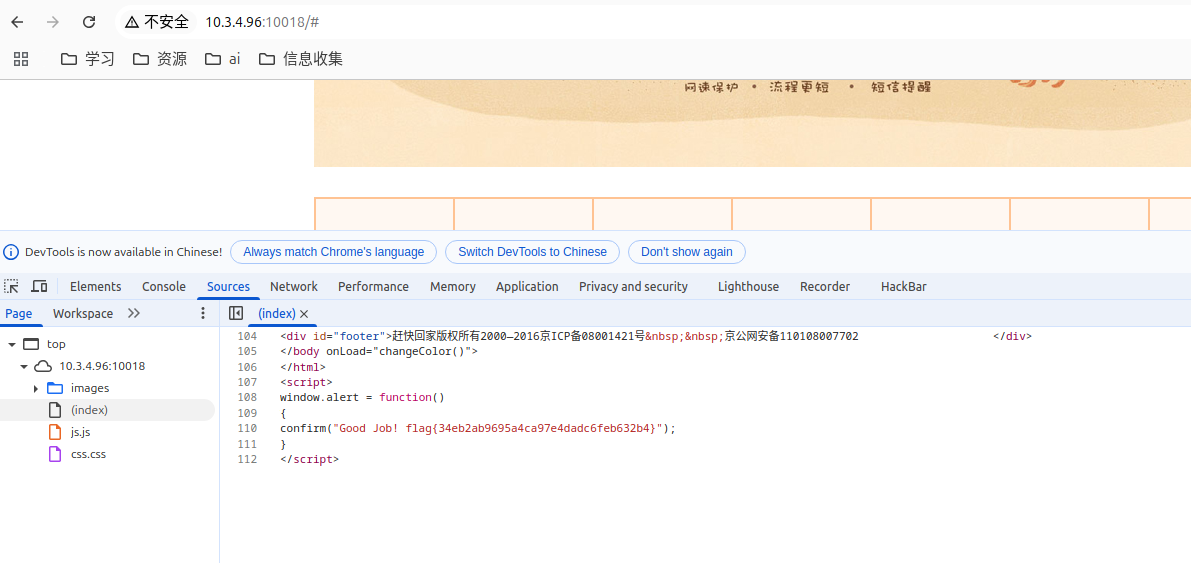 不安全 10.3.4.96:10018/#
学习 资源 ai 信息收集
网速保护 • 流程更短 • 短信提醒
DevTools is now available in Chinese! Always match Chrome's language Switch DevTools to Chinese Don't show again
Elements Console Sources Network Performance Memory Application Privacy and security Lighthouse Recorder HackBar
Page Workspace (index)
top
10.3.4.96:10018
images
(index)
js.js
css.css
104 <div id="footer">赶快回家版权所有2000—2016京ICP备08001421号&nbsp;&nbsp;京公网安备110108007702 </div>
105 </body onLoad="changeColor()">
106 </html>
107 <script>
108 window.alert = function()
109 {
110 confirm("Good Job! flag{34eb2ab9695a4ca97e4dadc6feb632b4}");
111 }
112 </script>